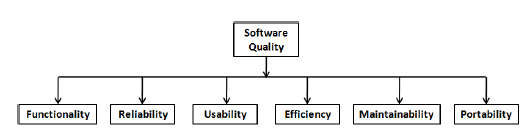 Software
Quality
Functionality
Reliability
Usability
Efficiency
Maintainability
Portability